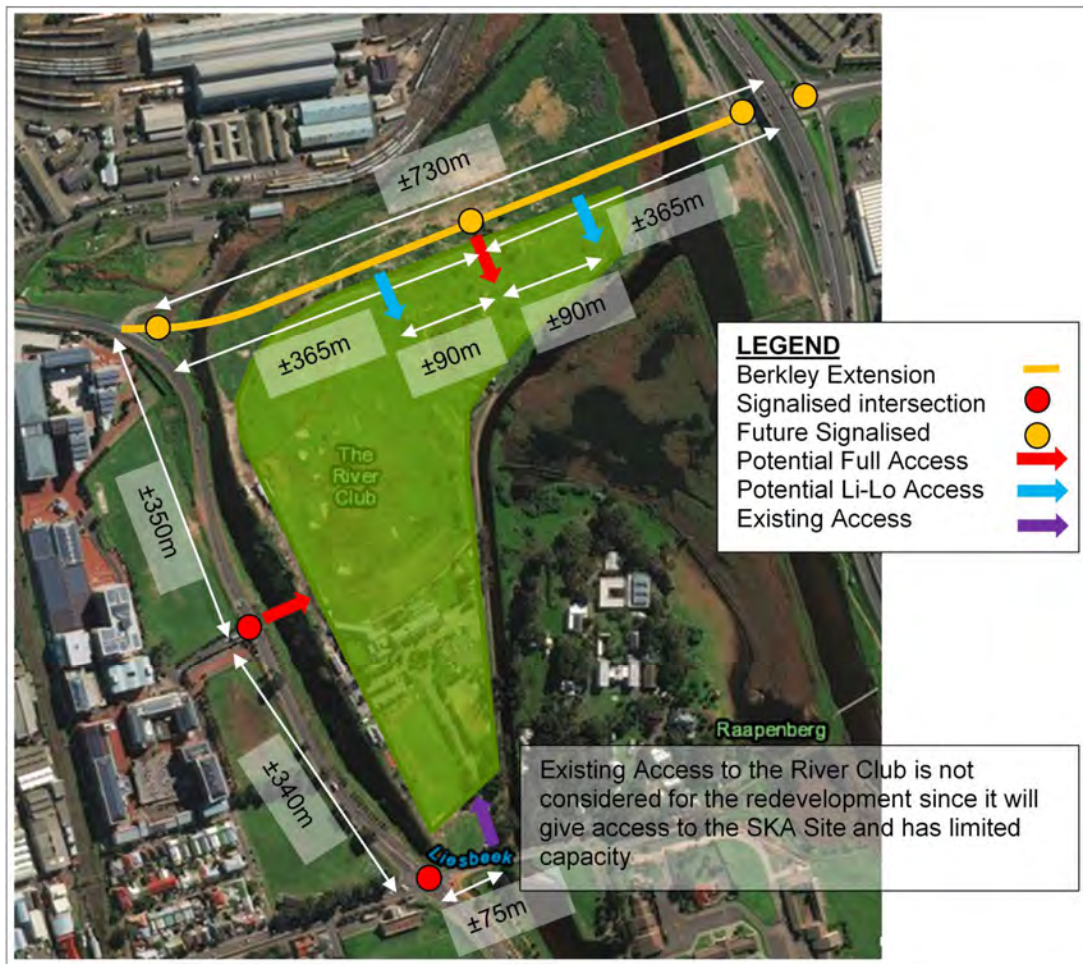 ±730m
±365m
±365m
±90m
±90m
LEGEND
Berkley Extension
Signalised intersection
Future Signalised
Potential Full Access
Potential Li-Lo Access
Existing Access
The
River
Club
±350m
Raapenberg
±340m
Existing Access to the River Club is not
considered for the redevelopment since it will
give access to the SKA Site and has limited
capacity
Liesbeek
±75m